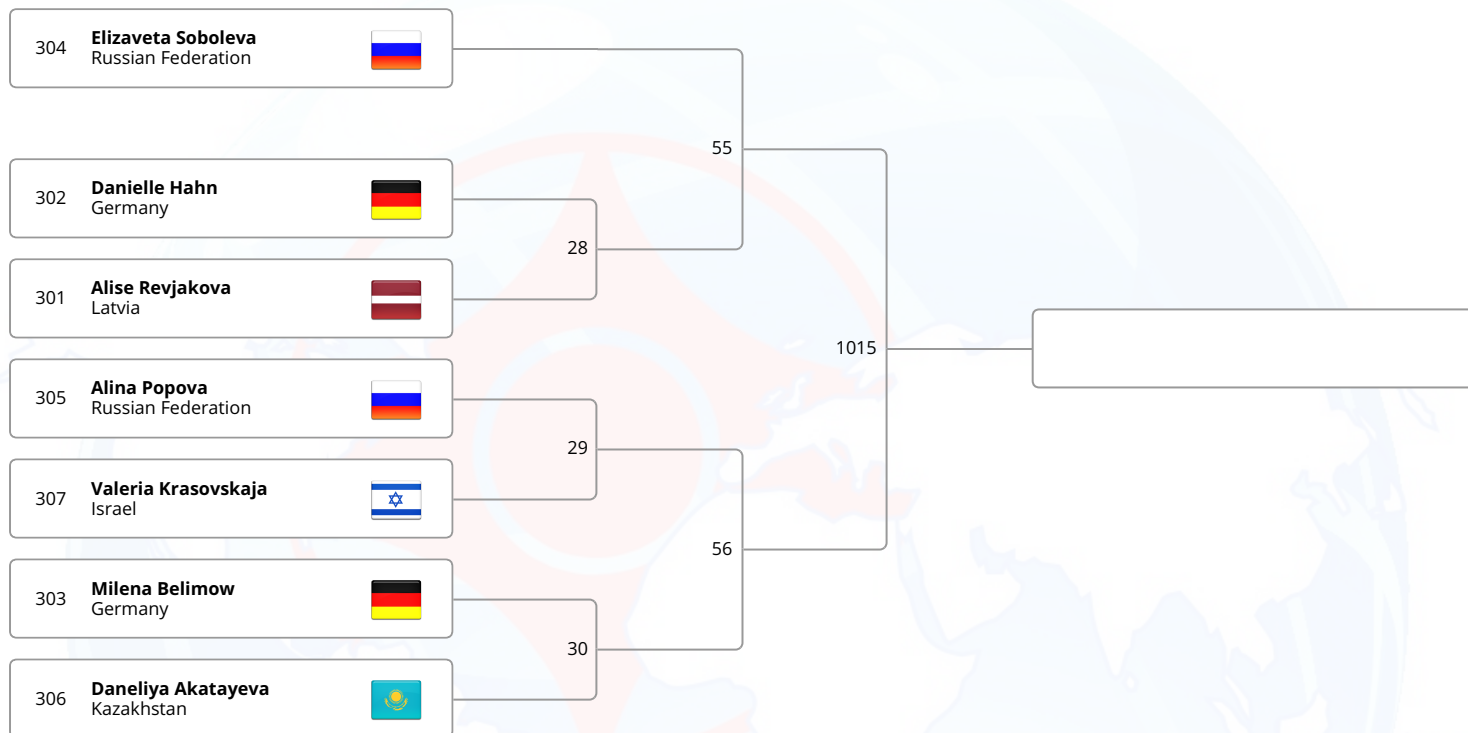 304
Elizaveta Soboleva
Russian Federation
302
Danielle Hahn
Germany
301
Alise Revjakova
Latvia
305
Alina Popova
Russian Federation
307
Valeria Krasovskaja
Israel
303
Milena Belimow
Germany
306
Daneliya Akatayeva
Kazakhstan
28
29
30
55
56
1015